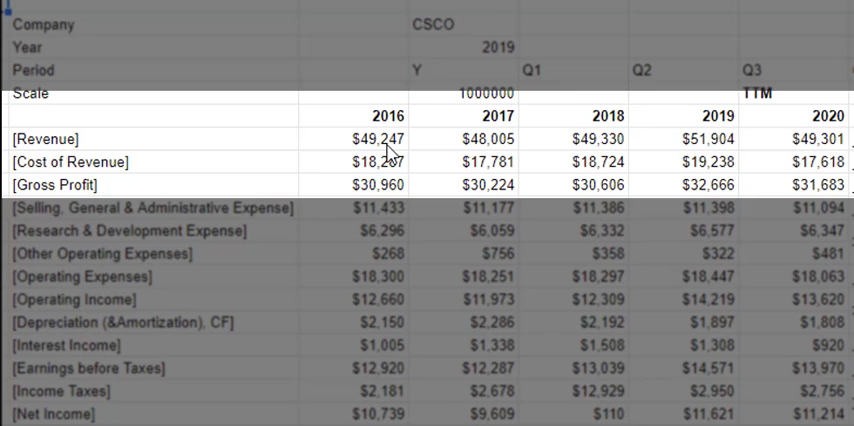 Company CSCO
Year 2019
Period Y Q1 Q2 Q3
Scale 1000000 TTM
2016 2017 2018 2019 2020
[Revenue] $49,247 $48,005 $49,330 $51,904 $49,301
[Cost of Revenue] $17,781 $18,724 $19,238 $17,618
[Gross Profit] $30,960 $30,224 $30,606 $32,666 $31,683
[Selling, General & Administrative Expense] $11,433 $11,177 $11,386 $11,398 $11,094
[Research & Development Expense] $6,296 $6,059 $6,332 $6,577 $6,347
[Other Operating Expenses] $268 $756 $358 $322 $481
[Operating Expenses] $18,300 $18,251 $18,297 $18,447 $18,063
[Operating Income] $12,660 $11,973 $12,309 $14,219 $13,620
[Depreciation (&Amortization), CF] $2,150 $2,286 $2,192 $1,897 $1,808
[Interest Income] $1,005 $1,338 $1,508 $1,308 $920
[Earnings before Taxes] $12,920 $12,287 $13,039 $14,571 $13,970
[Income Taxes] $2,181 $2,678 $12,929 $2,950 $2,756
[Net Income] $10,739 $9,609 $110 $11,621 $11,214